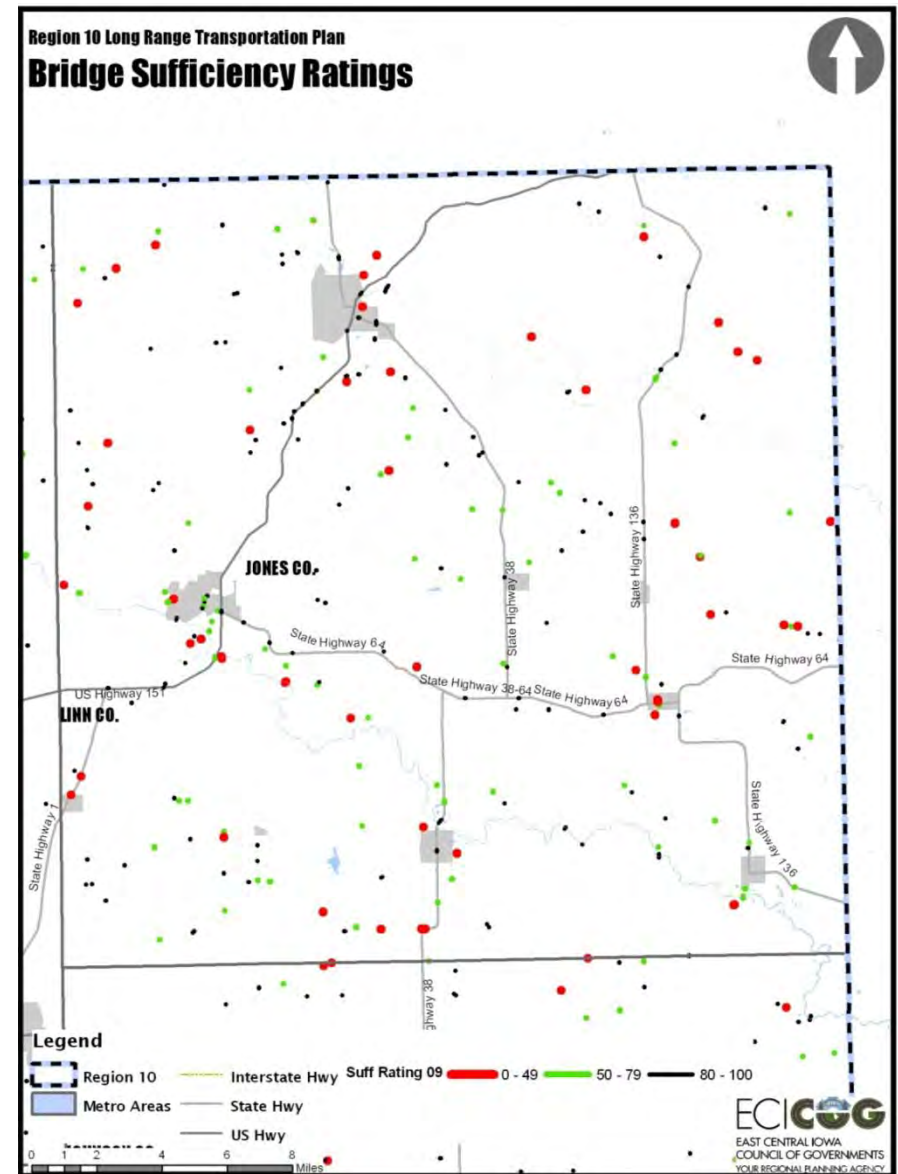 Region 10 Long Range Transportation Plan
Bridge Sufficiency Ratings
JONES CO.
State Highway 136
State Highway 38
State Highway 64
State Highway 64
State Highway 38-64
State Highway 64
US Highway 151
LINN CO.
State Highway 1
State Highway 136
ghway 38
Legend
Region 10
Interstate Hwy
Suff Rating 09
0 - 49
50 - 79
80 - 100
Metro Areas
State Hwy
US Hwy
0 1 2 4 6 8
Miles
ECICOG
EAST CENTRAL IOWA
COUNCIL OF GOVERNMENTS
YOUR REGIONAL PLANNING AGENCY